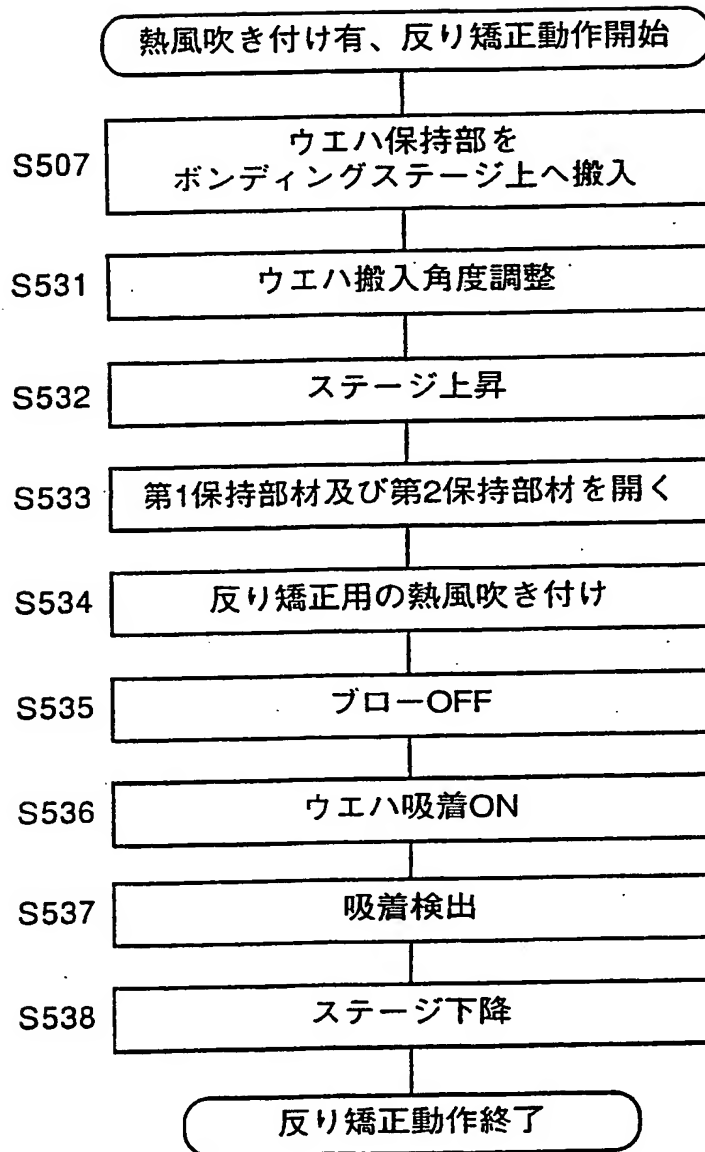 熱風吹き付け有、反り矯正動作開始
S507
ウエハ保持部を
ボンディングステージ上へ搬入
S531
ウエハ搬入角度調整
S532
ステージ上昇
S533
第1保持部材及び第2保持部材を開く
S534
反り矯正用の熱風吹き付け
S535
ブローOFF
S536
ウエハ吸着ON
S537
吸着検出
S538
ステージ下降
反り矯正動作終了